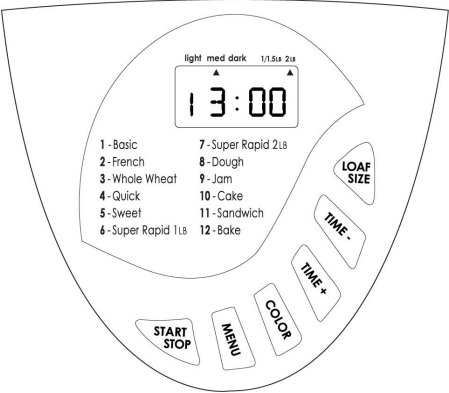 light med dark 1/1.5LB 2LB
1 3:00
1 - Basic
2 - French
3 - Whole Wheat
4 - Quick
5 - Sweet
6 - Super Rapid 1LB
7 - Super Rapid 2LB
8 - Dough
9 - Jam
10 - Cake
11 - Sandwich
12 - Bake
LOAF
SIZE
TIME -
TIME +
COLOR
MENU
START
STOP